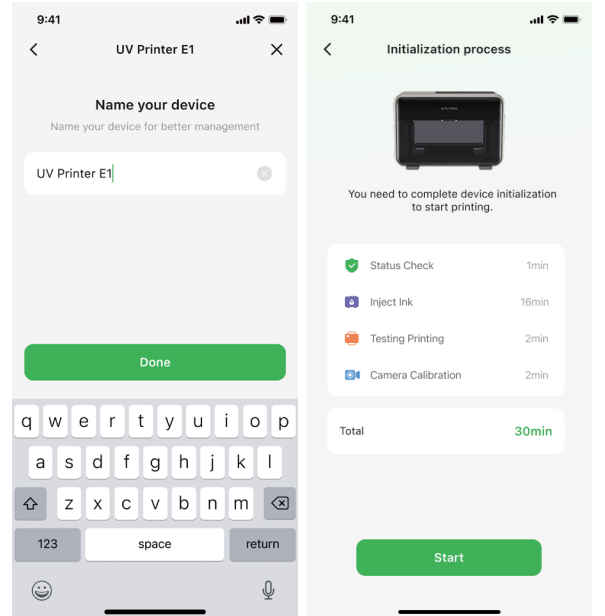 9:41
UV Printer E1
Name your device
Name your device for better management
UV Printer E1
Done
q w e r t y u i o p
a s d f g h j k l
z x c v b n m
123 space return
9:41
Initialization process
You need to complete device initialization
to start printing.
Status Check 1min
Inject Ink 16min
Testing Printing 2min
Camera Calibration 2min
Total 30min
Start